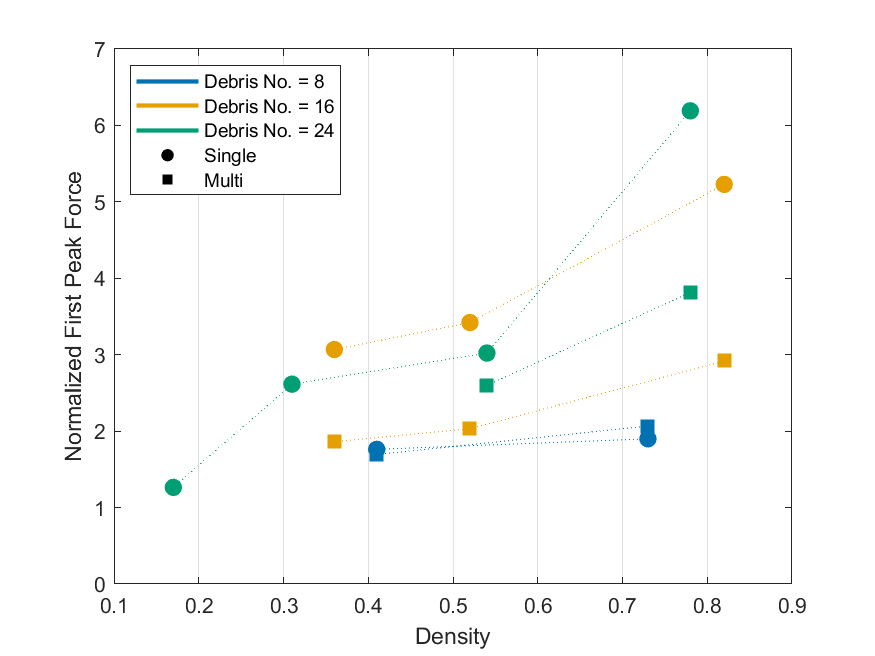 7
6
5
4
3
2
1
0
Normalized First Peak Force
Debris No. = 8
Debris No. = 16
Debris No. = 24
Single
Multi
0.1 0.2 0.3 0.4 0.5 0.6 0.7 0.8 0.9
Density